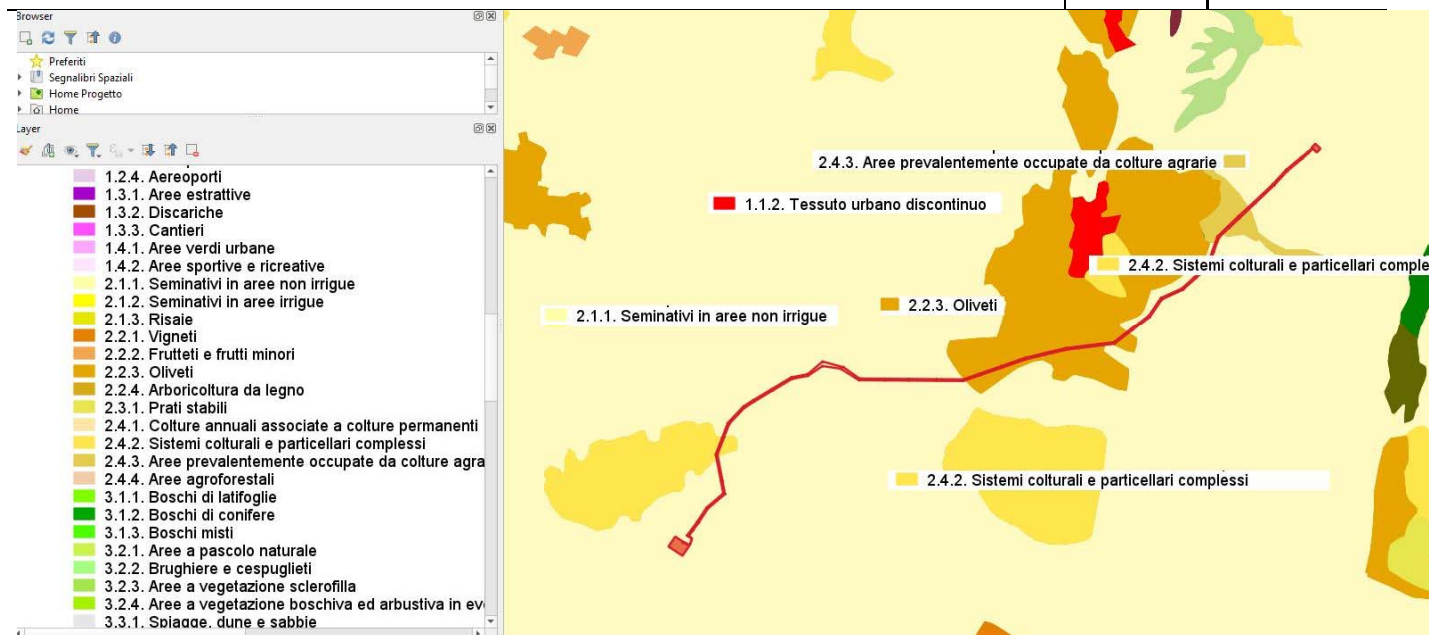 Browser
Preferiti
Segnalibri Spaziali
Home Progetto
Home
Layer
1.2.4. Aereoporti
1.3.1. Aree estrattive
1.3.2. Discariche
1.3.3. Cantieri
1.4.1. Aree verdi urbane
1.4.2. Aree sportive e ricreative
2.1.1. Seminativi in aree non irrigue
2.1.2. Seminativi in aree irrigue
2.1.3. Risaie
2.2.1. Vigneti
2.2.2. Frutteti e frutti minori
2.2.3. Oliveti
2.2.4. Arboricoltura da legno
2.3.1. Prati stabili
2.4.1. Colture annuali associate a colture permanenti
2.4.2. Sistemi colturali e particellari complessi
2.4.3. Aree prevalentemente occupate da colture agra
2.4.4. Aree agroforestali
3.1.1. Boschi di latifoglie
3.1.2. Boschi di conifere
3.1.3. Boschi misti
3.2.1. Aree a pascolo naturale
3.2.2. Brughiere e cespuglieti
3.2.3. Aree a vegetazione sclerofilla
3.2.4. Aree a vegetazione boschiva ed arbustiva in ev
3.3.1. Spiagge, dune e sabbie
2.4.3. Aree prevalentemente occupate da colture agrarie
1.1.2. Tessuto urbano discontinuo
2.4.2. Sistemi colturali e particellari comple
2.2.3. Oliveti
2.1.1. Seminativi in aree non irrigue
2.4.2. Sistemi colturali e particellari complessi